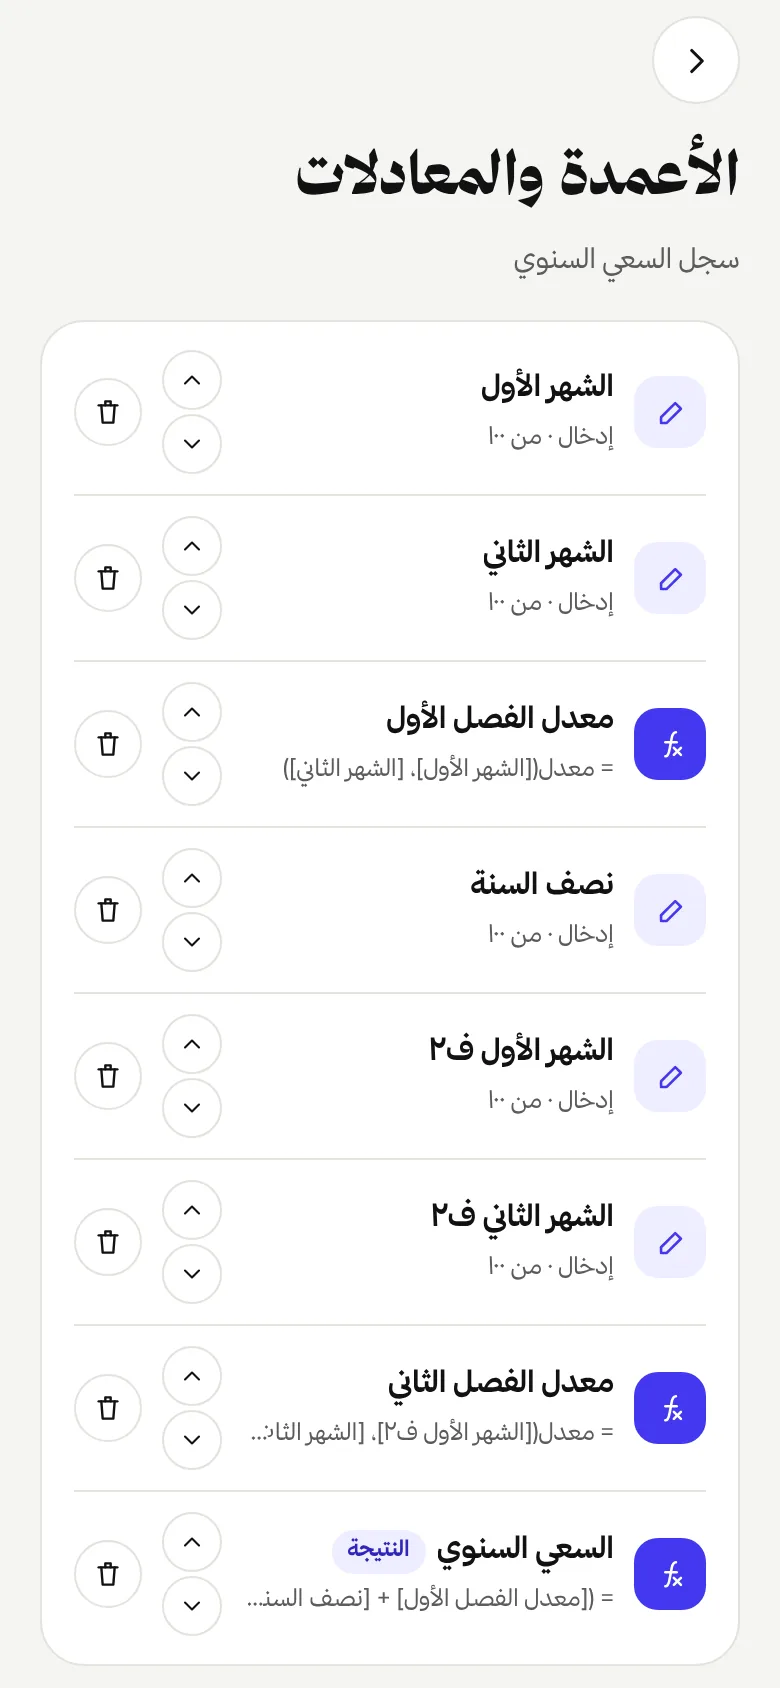 الأعمدة والمعادلات
سجل السعي السنوي
الشهر الأول
إدخال · من ١٠٠
الشهر الثاني
إدخال · من ١٠٠
معدل الفصل الأول
= معدل([الشهر الأول]، [الشهر الثاني])
نصف السنة
إدخال · من ١٠٠
الشهر الأول ف٢
إدخال · من ١٠٠
الشهر الثاني ف٢
إدخال · من ١٠٠
معدل الفصل الثاني
= معدل([الشهر الأول ف٢]، [الشهر الثاني...
السعي السنوي النتيجة
= ([معدل الفصل الأول] + [نصف السنـ...